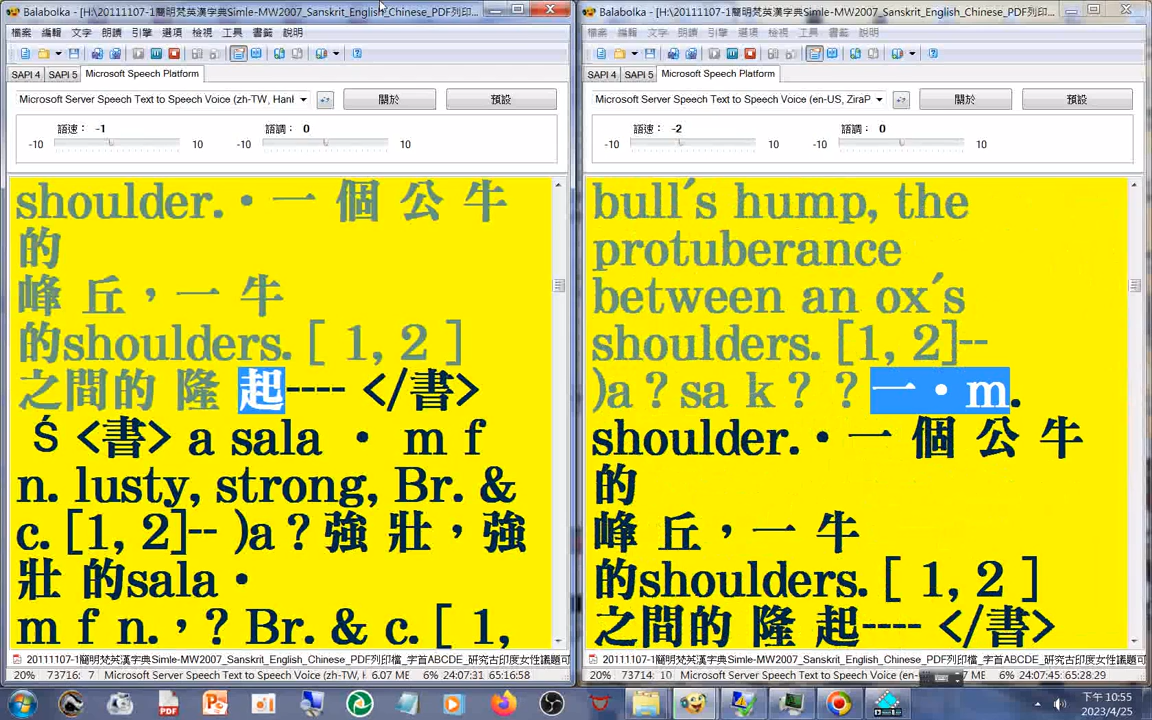 Balabolka - [H:\20111107-1簡明梵英漢字典Simle-MW2007_Sanskrit_English_Chinese_PDF列印...
檔案 編輯 文字 朗讀 引擎 選項 檢視 工具 書籤 說明
SAPI 4 SAPI 5 Microsoft Speech Platform
Microsoft Server Speech Text to Speech Voice (zh-TW, Hanl
關於 預設
語速： -1 語調： 0
-10 10 -10 10
shoulder.·一 個 公 牛
的
峰 丘，一 牛
的shoulders. [ 1, 2 ]
之間的 隆 起---- </書>
Ś <書> a sala · m f
n. lusty, strong, Br. &
c. [1, 2]-- )a？強 壯，強
壯 的sala·
m f n.，? Br. & c. [ 1,
20111107-1簡明梵英漢字典Simle-MW2007_Sanskrit_English_Chinese_PDF列印檔_字首ABCDE_研究古印度女性議題可
20% 73716: 7 Microsoft Server Speech Text to Speech Voice (zh-TW, H 6.07 MB 6% 24:07:31 65:16:58
Balabolka - [H:\20111107-1簡明梵英漢字典Simle-MW2007_Sanskrit_English_Chinese_PDF列印...
檔案 編輯 文字 朗讀 引擎 選項 檢視 工具 書籤 說明
SAPI 4 SAPI 5 Microsoft Speech Platform
Microsoft Server Speech Text to Speech Voice (en-US, ZiraP
關於 預設
語速： -2 語調： 0
-10 10 -10 10
bull´s hump, the
protuberance
between an ox´s
shoulders. [1, 2]--
)a？sa k？？一·m.
shoulder.·一 個 公 牛
的
峰 丘，一 牛
的shoulders. [ 1, 2 ]
之間的 隆 起---- </書>
20111107-1簡明梵英漢字典Simle-MW2007_Sanskrit_English_Chinese_PDF列印檔_字首ABCDE_研究古印度女性議題可
20% 73714: 10 Microsoft Server Speech Text to Speech Voice 6% 24:07:45 65:28:29
下午 10:55
2023/4/25